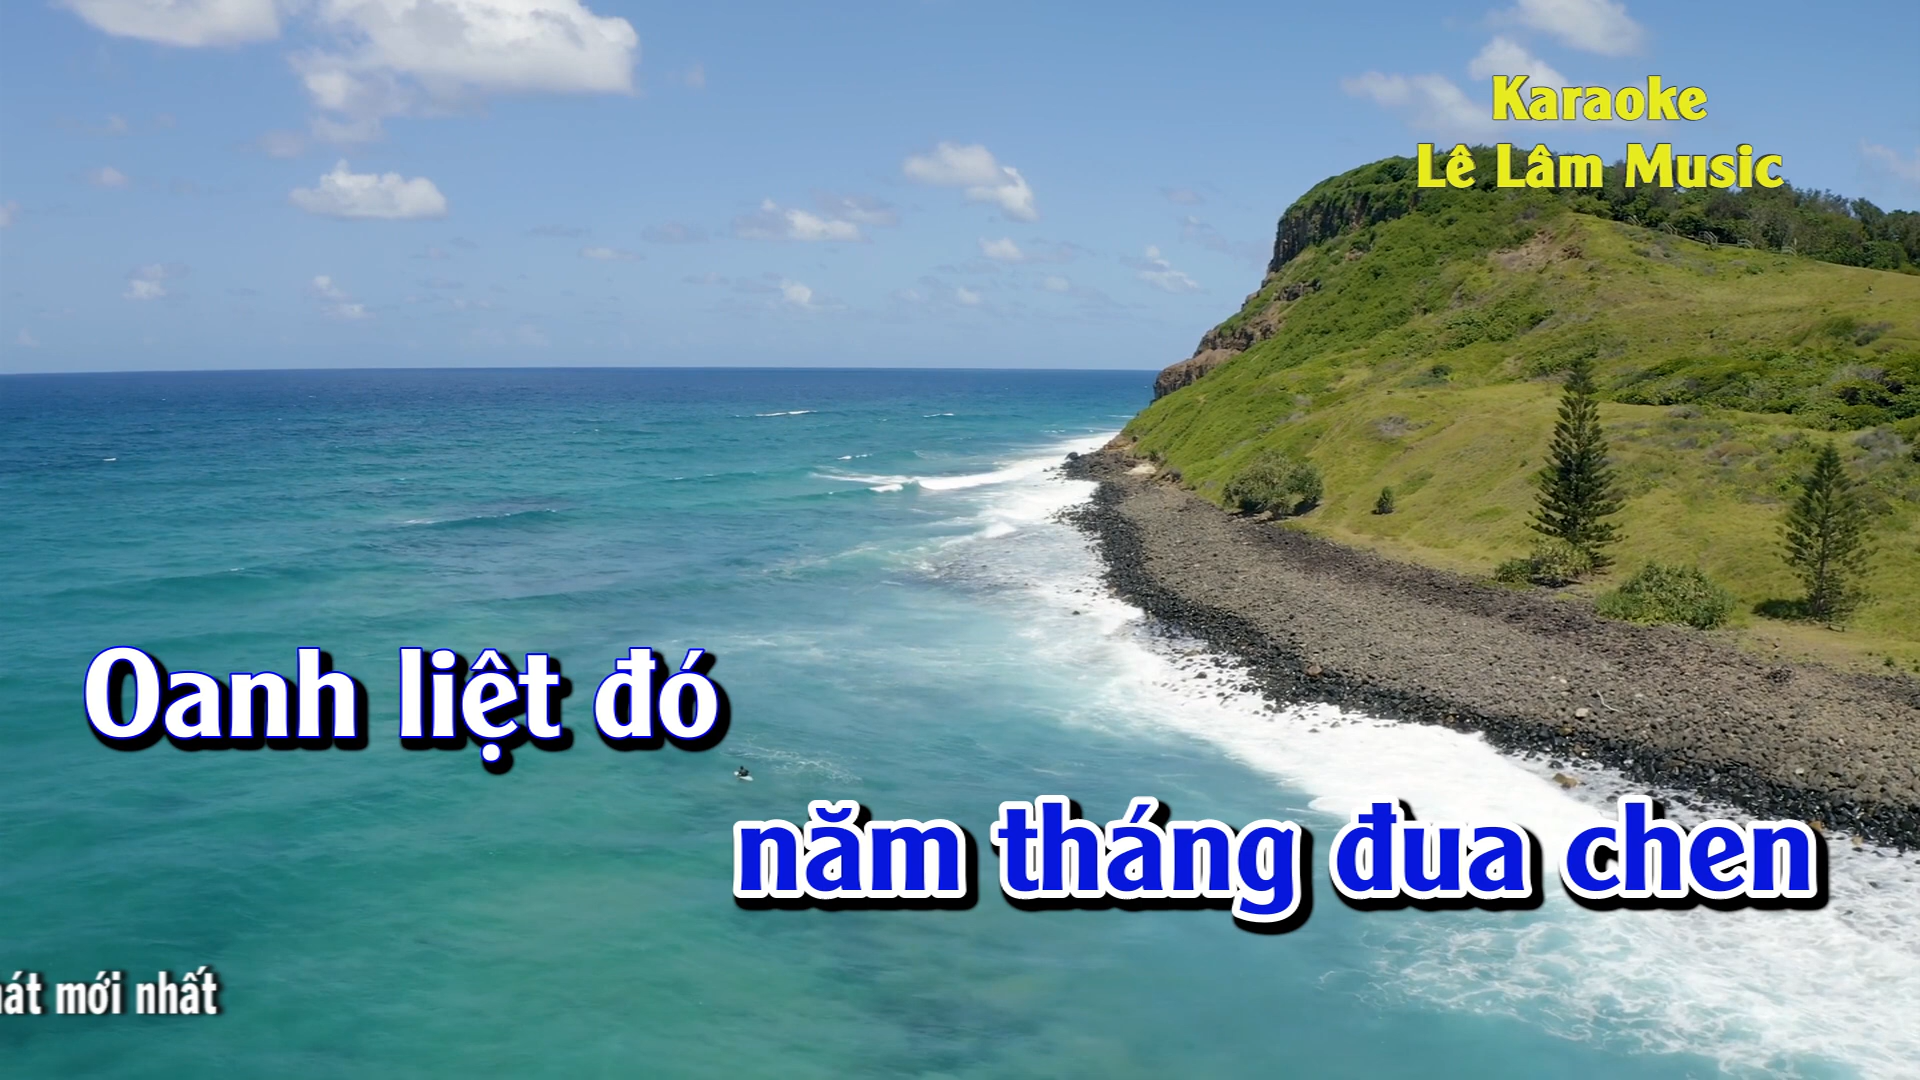 Karaoke
Lê Lâm Music
Oanh liệt đó
năm tháng đua chen
mới nhất